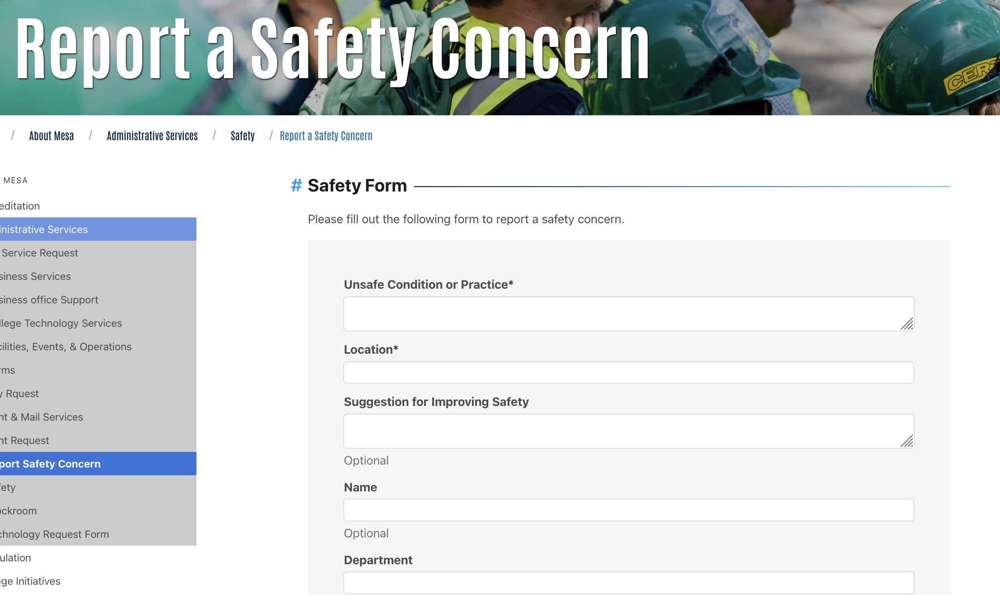 Report a Safety Concern
CER
/ About Mesa / Administrative Services / Safety / Report a Safety Concern
MESA
editation
inistrative Services
Service Request
siness Services
siness office Support
llege Technology Services
cilities, Events, & Operations
rms
y Rquest
nt & Mail Services
nt Request
port Safety Concern
fety
ockroom
chnology Request Form
ulation
ege Initiatives
# Safety Form
Please fill out the following form to report a safety concern.
Unsafe Condition or Practice*
Location*
Suggestion for Improving Safety
Optional
Name
Optional
Department